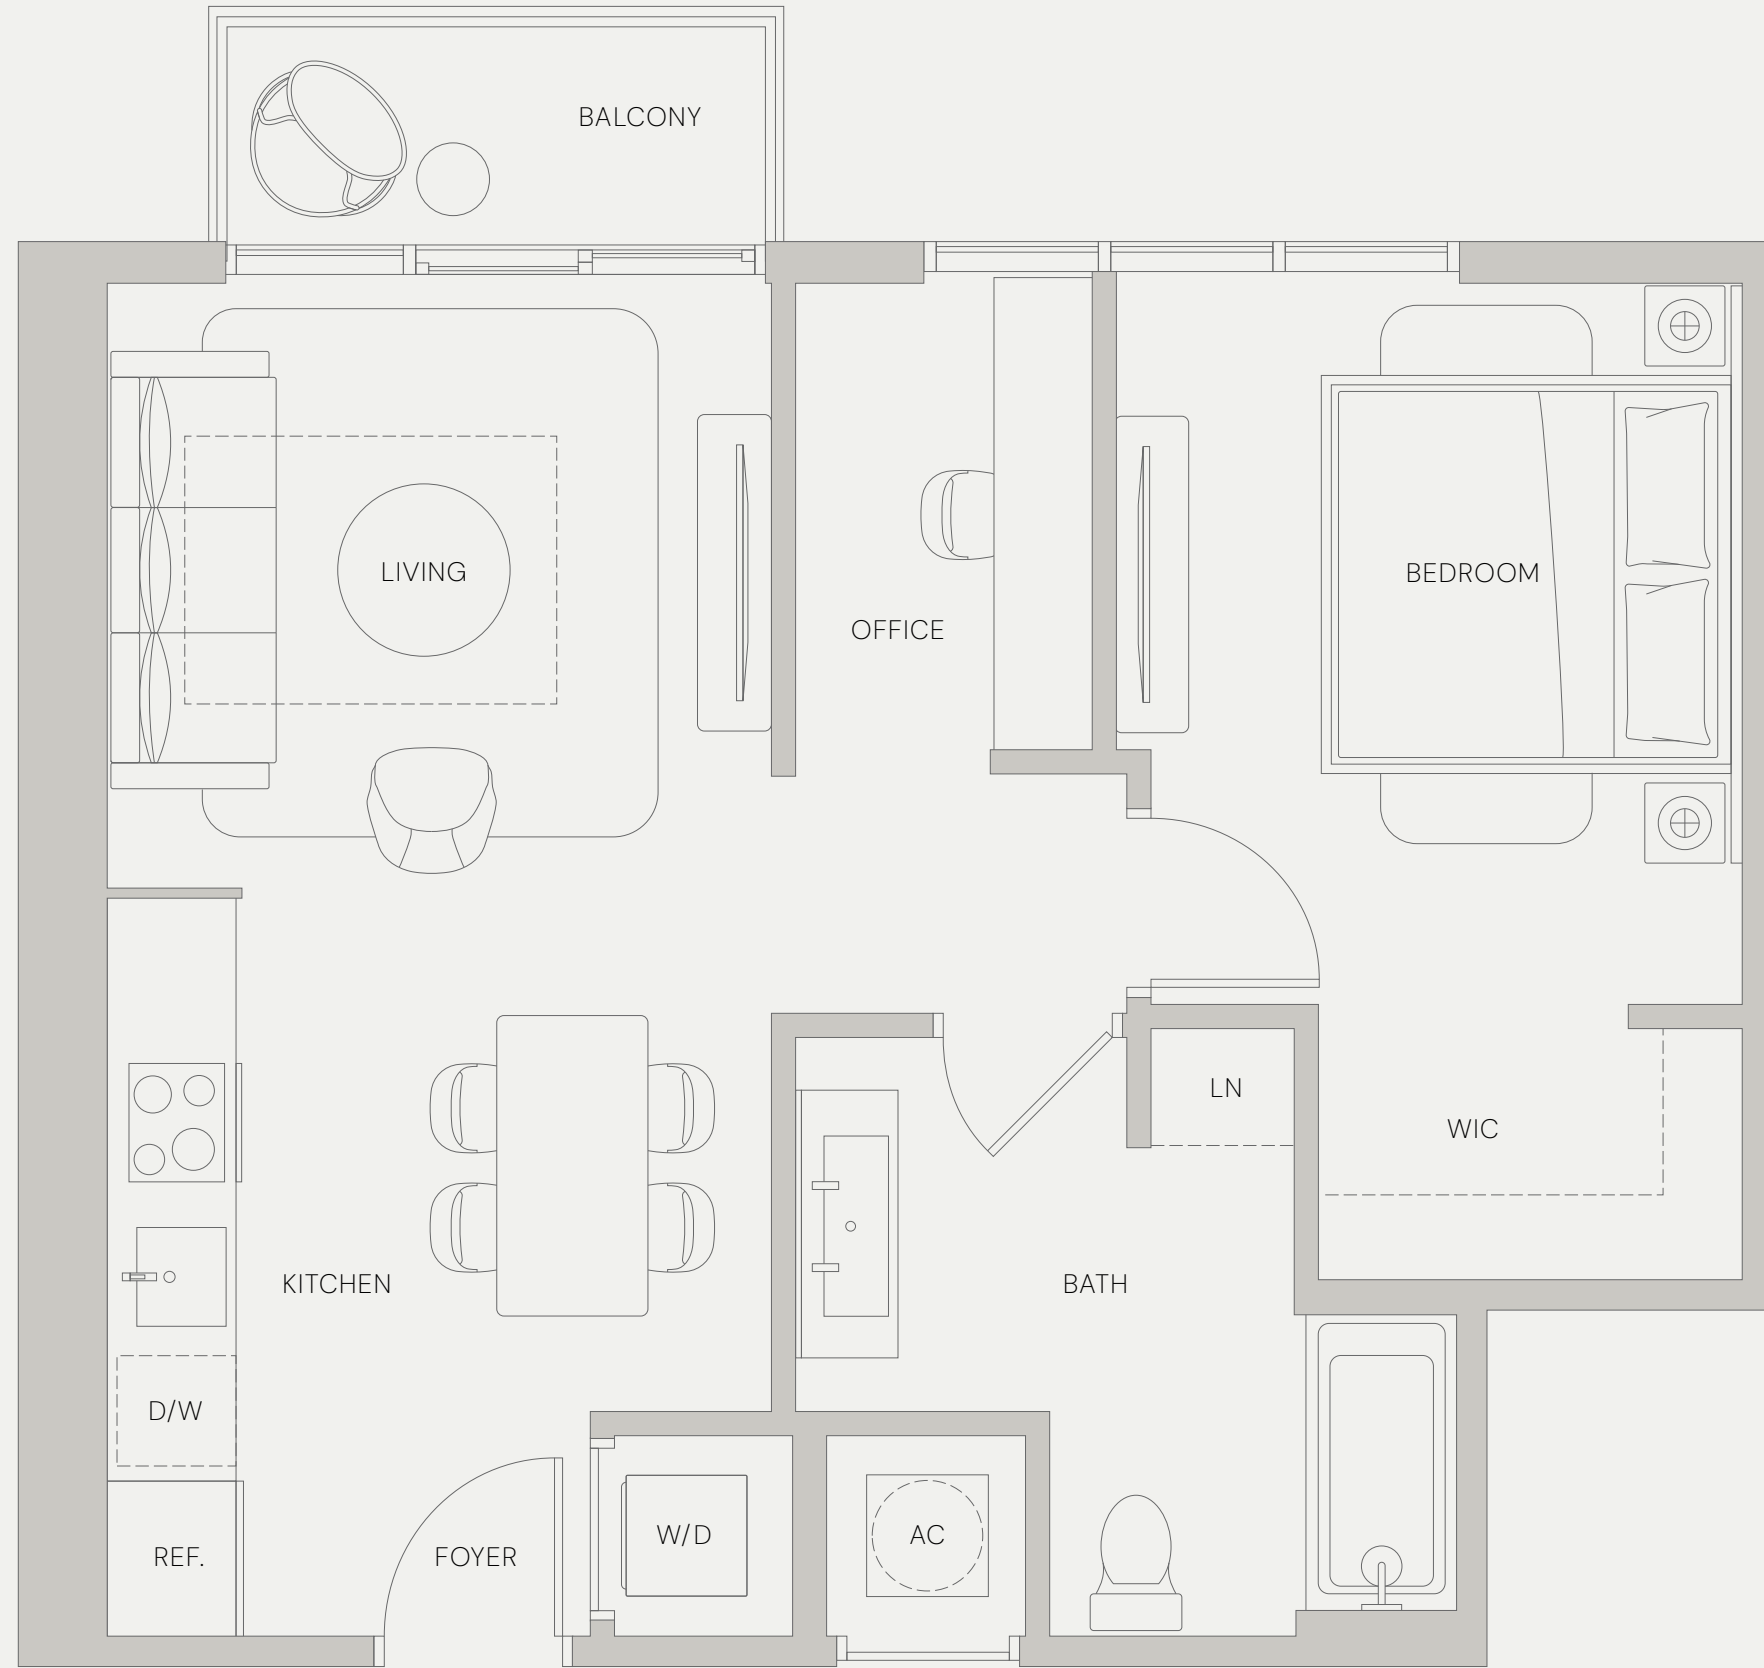 BALCONY
LIVING
OFFICE
BEDROOM
LN
WIC
KITCHEN
BATH
D/W
REF.
FOYER
W/D
AC